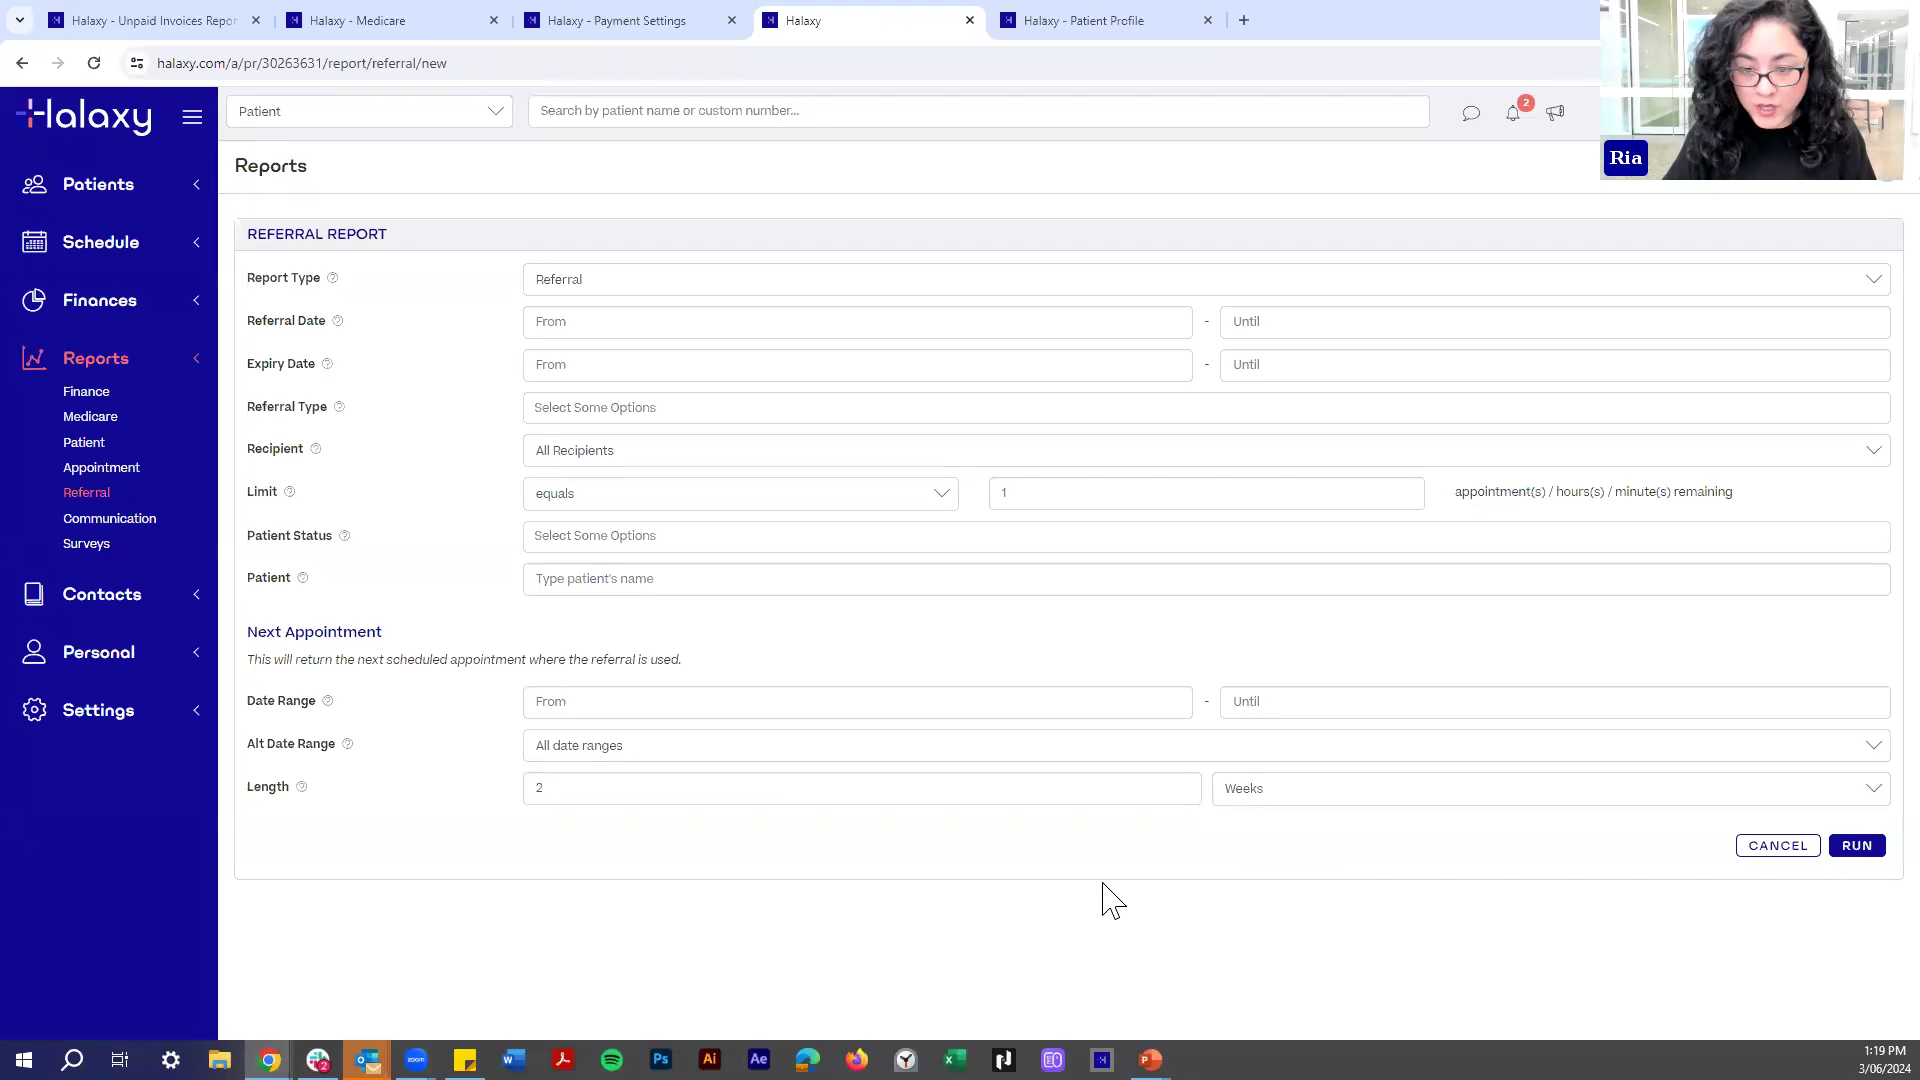 Halaxy - Unpaid Invoices Repor
Halaxy - Medicare
Halaxy - Payment Settings
Halaxy
Halaxy - Patient Profile
halaxy.com/a/pr/30263631/report/referral/new
Halaxy
Patient
Search by patient name or custom number...
2
Ria
Reports
Patients
Schedule
Finances
Reports
Finance
Medicare
Patient
Appointment
Referral
Communication
Surveys
Contacts
Personal
Settings
REFERRAL REPORT
Report Type
Referral
Referral Date
From - Until
Expiry Date
From - Until
Referral Type
Select Some Options
Recipient
All Recipients
Limit
equals
1
appointment(s) / hours(s) / minute(s) remaining
Patient Status
Select Some Options
Patient
Type patient's name
Next Appointment
This will return the next scheduled appointment where the referral is used.
Date Range
From - Until
Alt Date Range
All date ranges
Length
2
Weeks
CANCEL
RUN
2
zoom
Ps
Ai
Ae
1:19 PM
3/06/2024